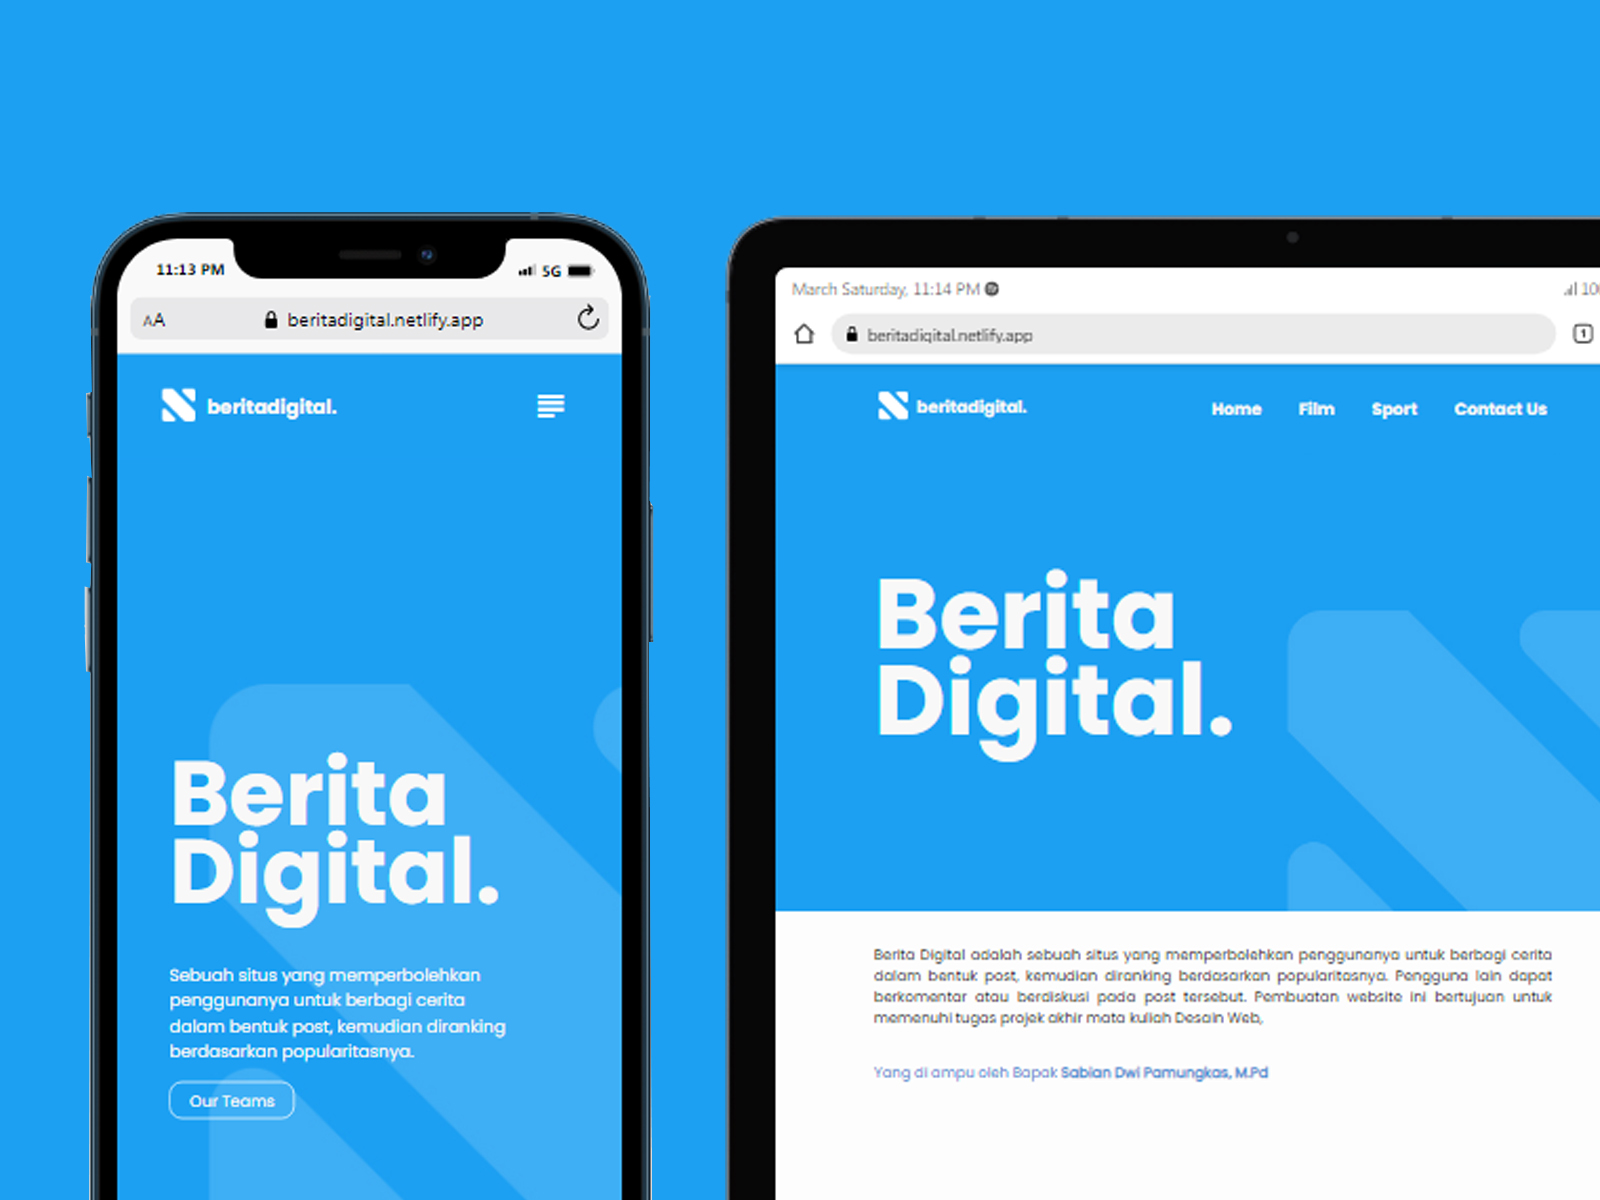 11:13 PM
5G
AA
beritadigital.netlify.app
beritadigital.
Berita
Digital.
Sebuah situs yang memperbolehkan
penggunanya untuk berbagi cerita
dalam bentuk post, kemudian diranking
berdasarkan popularitasnya.
Our Teams
March Saturday, 11:14 PM
beritadigital.netlify.app
1
beritadigital.
Home Film Sport Contact Us
Berita
Digital.
Berita Digital adalah sebuah situs yang memperbolehkan penggunanya untuk berbagi cerita
dalam bentuk post, kemudian diranking berdasarkan popularitasnya. Pengguna lain dapat
berkomentar atau berdiskusi pada post tersebut. Pembuatan website ini bertujuan untuk
memenuhi tugas projek akhir mata kuliah Desain Web,
Yang di ampu oleh Bapak Sabian Dwi Pamungkas, M.Pd